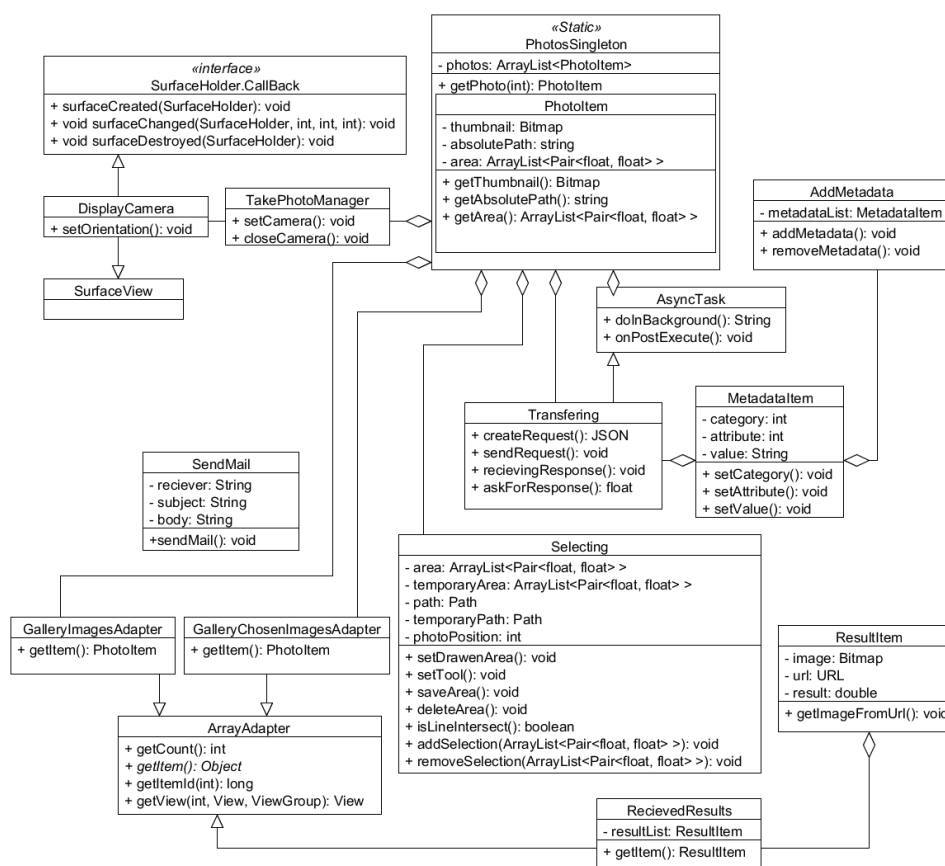 «Static»
PhotosSingleton
- photos: ArrayList<PhotoItem>
+ getPhoto(int): PhotoItem
PhotoItem
- thumbnail: Bitmap
- absolutePath: string
- area: ArrayList<Pair<float, float> >
+ getThumbnail(): Bitmap
+ getAbsolutePath(): string
+ getArea(): ArrayList<Pair<float, float> >
«interface»
SurfaceHolder.CallBack
+ surfaceCreated(SurfaceHolder): void
+ void surfaceChanged(SurfaceHolder, int, int, int): void
+ void surfaceDestroyed(SurfaceHolder): void
DisplayCamera
+ setOrientation(): void
TakePhotoManager
+ setCamera(): void
+ closeCamera(): void
SurfaceView
AddMetadata
- metadataList: MetadataItem
+ addMetadata(): void
+ removeMetadata(): void
AsyncTask
+ doInBackground(): String
+ onPostExecute(): void
Transfering
+ createRequest(): JSON
+ sendRequest(): void
+ recievingResponse(): void
+ askForResponse(): float
MetadataItem
- category: int
- attribute: int
- value: String
+ setCategory(): void
+ setAttribute(): void
+ setValue(): void
SendMail
- reciever: String
- subject: String
- body: String
+sendMail(): void
Selecting
- area: ArrayList<Pair<float, float> >
- temporaryArea: ArrayList<Pair<float, float> >
- path: Path
- temporaryPath: Path
- photoPosition: int
+ setDrawenArea(): void
+ setTool(): void
+ saveArea(): void
+ deleteArea(): void
+ isLineIntersect(): boolean
+ addSelection(ArrayList<Pair<float, float> >): void
+ removeSelection(ArrayList<Pair<float, float> >): void
GalleryImagesAdapter
+ getItem(): PhotoItem
GalleryChosenImagesAdapter
+ getItem(): PhotoItem
ResultItem
- image: Bitmap
- url: URL
- result: double
+ getImageFromUrl(): void
ArrayAdapter
+ getCount(): int
+ getItem(): Object
+ getItemId(int): long
+ getView(int, View, ViewGroup): View
RecievedResults
- resultList: ResultItem
+ getItem(): ResultItem